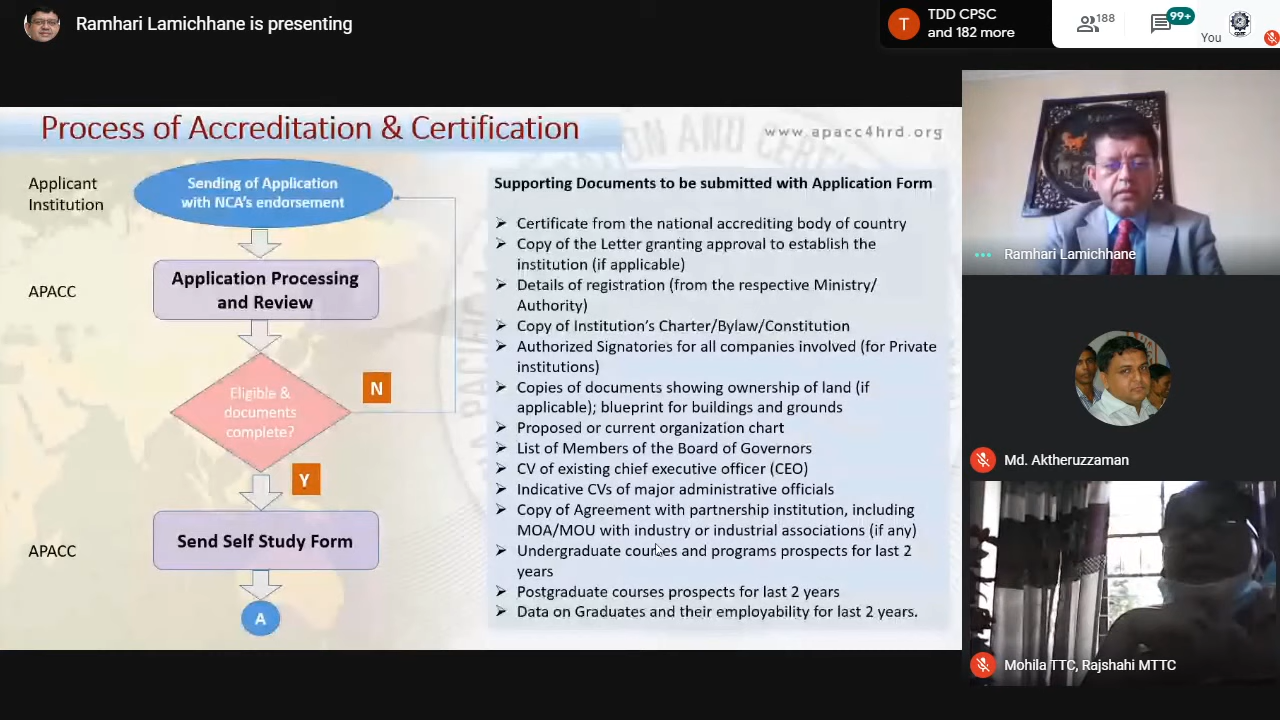 Ramhari Lamichhane is presenting
T
TDD CPSC
and 182 more
188
99+
You
Process of Accreditation & Certification
www.apacc4hrd.org
Applicant
Institution
Sending of Application
with NCA's endorsement
APACC
Application Processing
and Review
Eligible &
documents
complete?
N
Y
APACC
Send Self Study Form
A
Supporting Documents to be submitted with Application Form
➢ Certificate from the national accrediting body of country
➢ Copy of the Letter granting approval to establish the
institution (if applicable)
➢ Details of registration (from the respective Ministry/
Authority)
➢ Copy of Institution's Charter/Bylaw/Constitution
➢ Authorized Signatories for all companies involved (for Private
institutions)
➢ Copies of documents showing ownership of land (if
applicable); blueprint for buildings and grounds
➢ Proposed or current organization chart
➢ List of Members of the Board of Governors
➢ CV of existing chief executive officer (CEO)
➢ Indicative CVs of major administrative officials
➢ Copy of Agreement with partnership institution, including
MOA/MOU with industry or industrial associations (if any)
➢ Undergraduate courses and programs prospects for last 2
years
➢ Postgraduate courses prospects for last 2 years
➢ Data on Graduates and their employability for last 2 years.
Ramhari Lamichhane
Md. Aktheruzzaman
Mohila TTC, Rajshahi MTTC